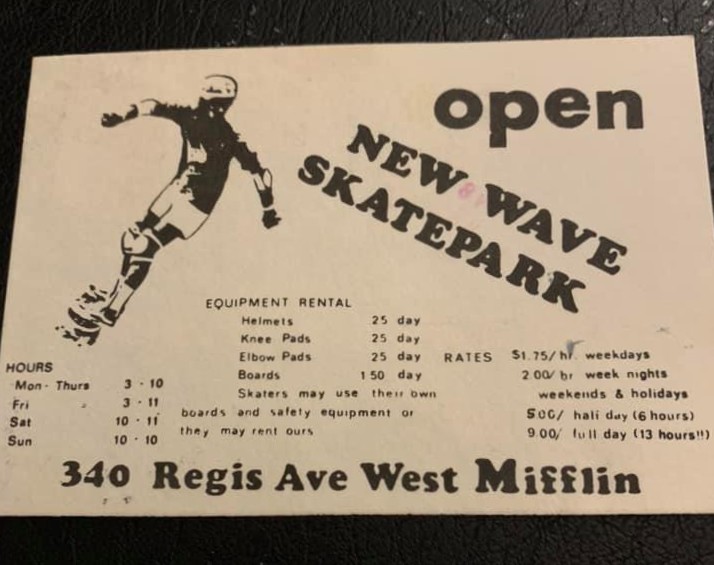 open
NEW WAVE
SKATEPARK
EQUIPMENT RENTAL
Helmets 25 day
Knee Pads 25 day
Elbow Pads 25 day
Boards 1 50 day
Skaters may use their own
boards and safety equipment or
they may rent ours
RATES $1.75/hr. weekdays
2 00/ hr week nights
weekends & holidays
5 00/ half day (6 hours)
9.00/ full day (13 hours!!)
HOURS
Mon - Thurs 3 - 10
Fri 3 - 11
Sat 10 - 11
Sun 10 - 10
340 Regis Ave West Mifflin